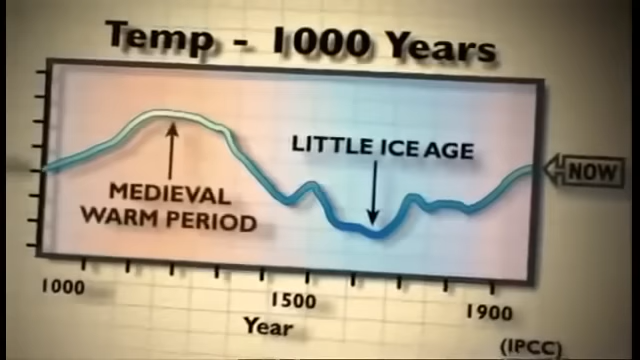 Temp - 1000 Years
LITTLE ICE AGE
NOW
MEDIEVAL
WARM PERIOD
1000
1500
1900
Year
(IPCC)